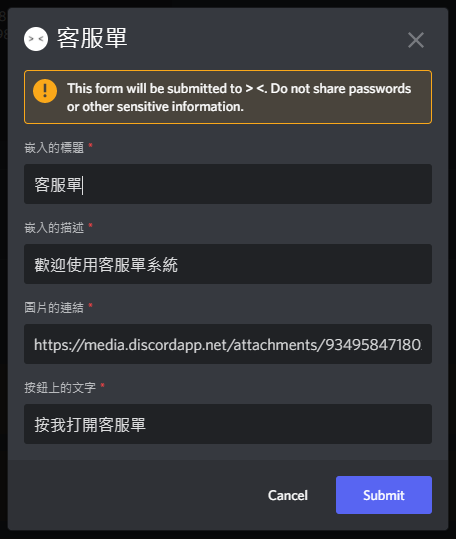 > <
客服單
This form will be submitted to > <. Do not share passwords
or other sensitive information.
嵌入的標題 *
客服單
嵌入的描述 *
歡迎使用客服單系統
圖片的連結 *
https://media.discordapp.net/attachments/93495847180
按鈕上的文字 *
按我打開客服單
Cancel
Submit